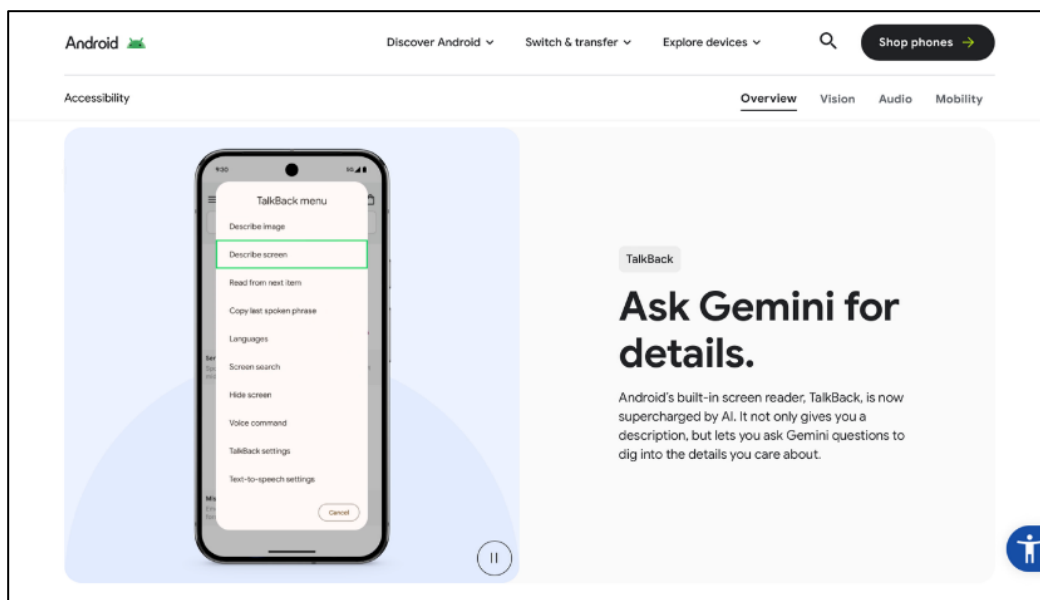 Android
Discover Android
Switch & transfer
Explore devices
Shop phones →
Accessibility
Overview
Vision
Audio
Mobility
9:30
5G
TalkBack menu
Describe image
Describe screen
Read from next item
Copy last spoken phrase
Languages
Screen search
Hide screen
Voice command
TalkBack settings
Text-to-speech settings
Cancel
TalkBack
Ask Gemini for
details.
Android's built-in screen reader, TalkBack, is now
supercharged by AI. It not only gives you a
description, but lets you ask Gemini questions to
dig into the details you care about.